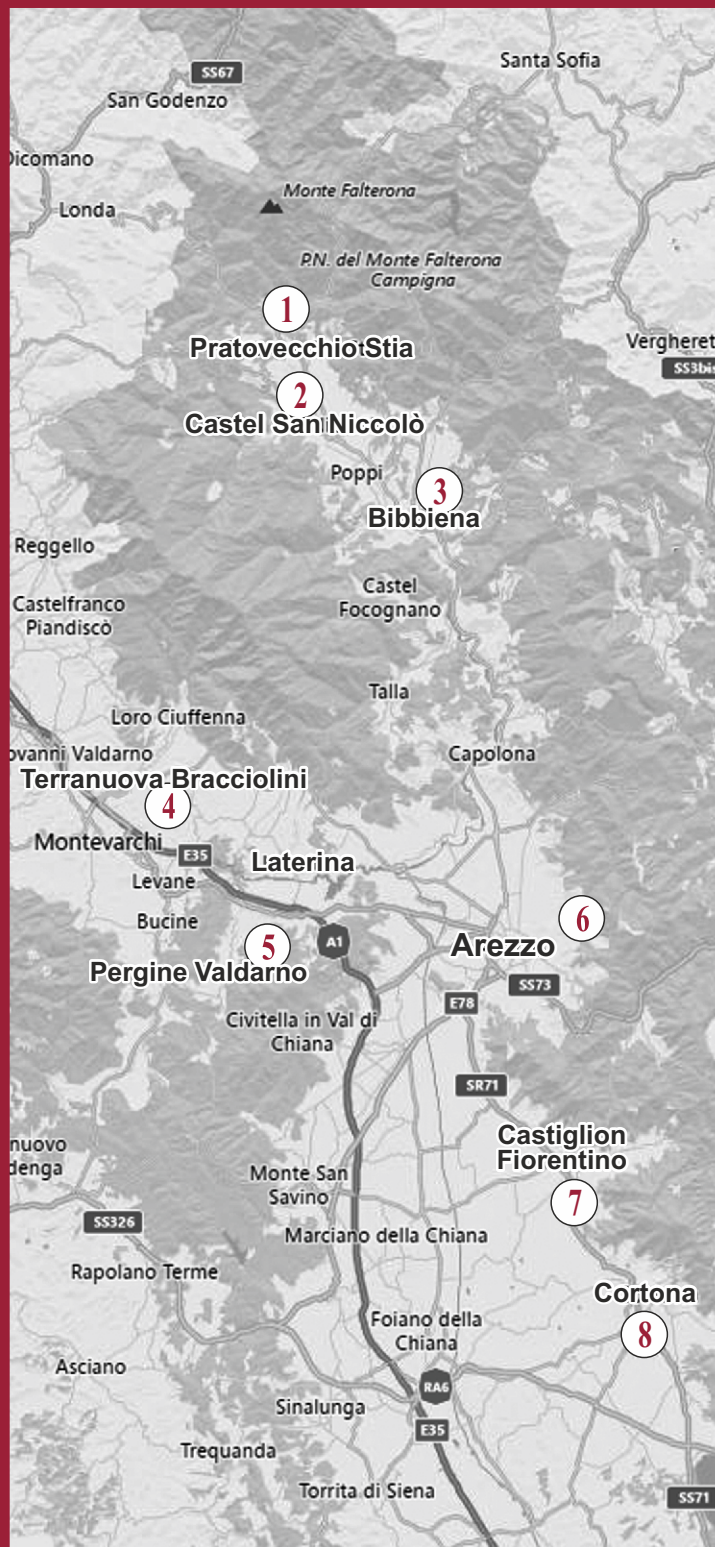 SS67
Santa Sofia
San Godenzo
Dicomano
Monte Falterona
Londa
P.N. del Monte Falterona
Campigna
1
Vergheret
Pratovecchio Stia
SS3bis
2
Castel San Niccolò
Poppi
3
Bibbiena
Reggello
Castel
Focognano
Castelfranco
Piandiscò
Talla
Loro Ciuffenna
ovanni Valdarno
Capolona
Terranuova Bracciolini
4
Montevarchi
E35
Laterina
Levane
Bucine
6
5
A1
Arezzo
Pergine Valdarno
SS73
E78
Civitella in Val di
Chiana
SR71
Castiglion
Fiorentino
nuovo
denga
Monte San
Savino
7
SS326
Marciano della Chiana
Rapolano Terme
Cortona
Foiano della
Chiana
8
Asciano
RA6
Sinalunga
E35
Trequanda
Torrita di Siena
SS71